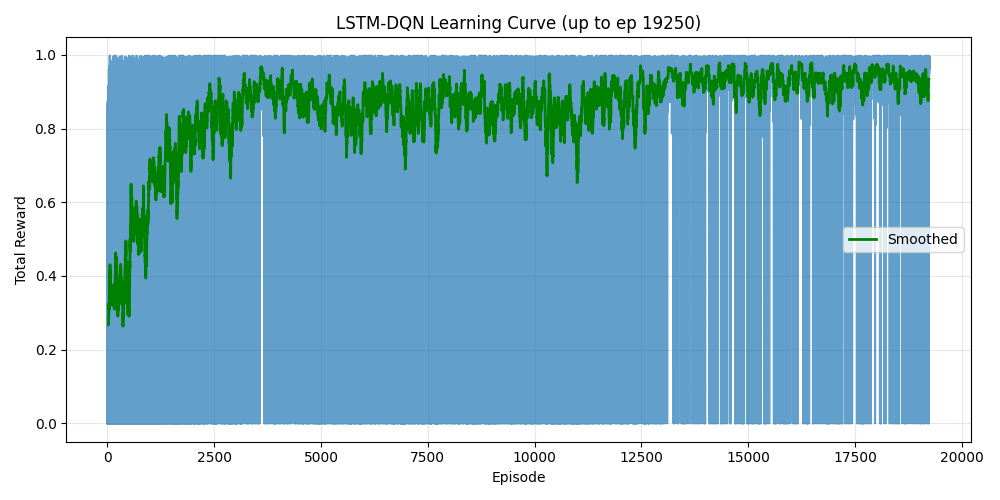 LSTM-DQN Learning Curve (up to ep 19250)
Total Reward
1.0
0.8
0.6
0.4
0.2
0.0
Smoothed
0 2500 5000 7500 10000 12500 15000 17500 20000
Episode